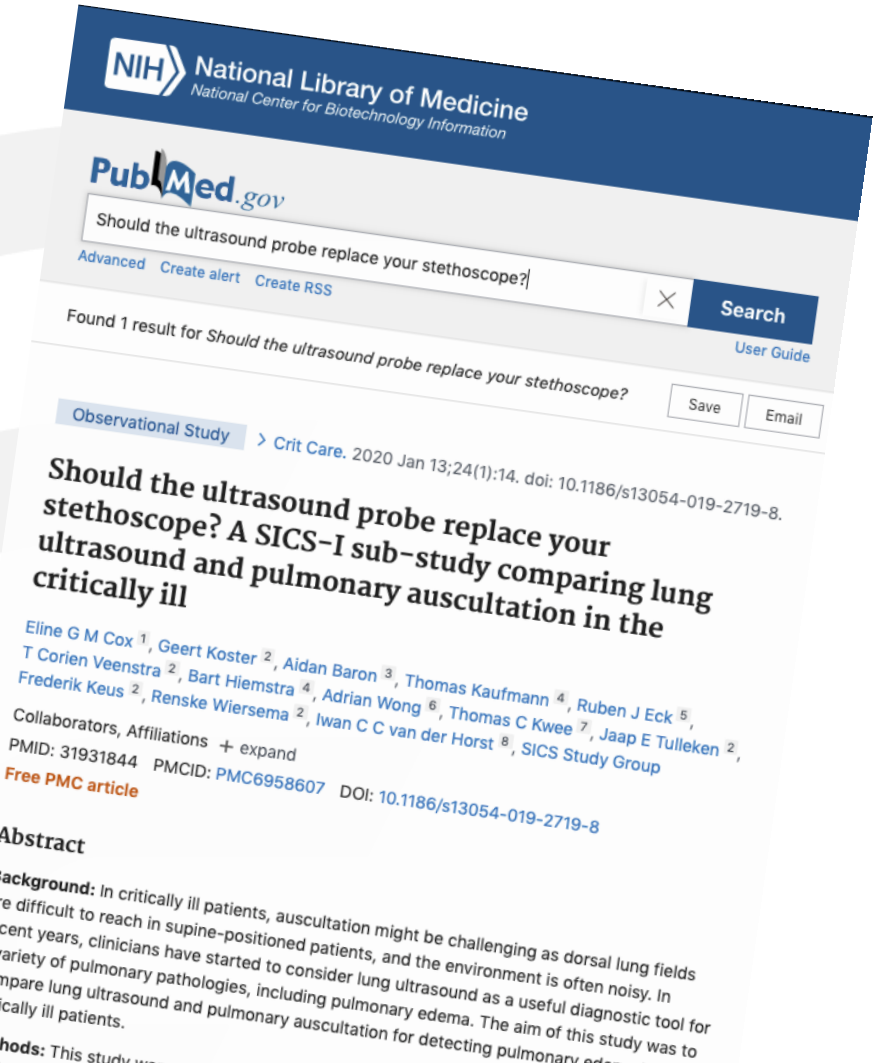 NIH National Library of Medicine
National Center for Biotechnology Information
PubMed.gov
Should the ultrasound probe replace your stethoscope?
Search
Advanced Create alert Create RSS
User Guide
Found 1 result for Should the ultrasound probe replace your stethoscope?
Save Email
Observational Study > Crit Care. 2020 Jan 13;24(1):14. doi: 10.1186/s13054-019-2719-8.
Should the ultrasound probe replace your
stethoscope? A SICS-I sub-study comparing lung
ultrasound and pulmonary auscultation in the
critically ill
Eline G M Cox 1, Geert Koster 2, Aidan Baron 3, Thomas Kaufmann 4, Ruben J Eck 5,
T Corien Veenstra 2, Bart Hiemstra 4, Adrian Wong 6, Thomas C Kwee 7, Jaap E Tulleken 2,
Frederik Keus 2, Renske Wiersema 2, Iwan C C van der Horst 8, SICS Study Group
Collaborators, Affiliations + expand
PMID: 31931844 PMCID: PMC6958607 DOI: 10.1186/s13054-019-2719-8
Free PMC article
Abstract
ackground: In critically ill patients, auscultation might be challenging as dorsal lung fields
re difficult to reach in supine-positioned patients, and the environment is often noisy. In
cent years, clinicians have started to consider lung ultrasound as a useful diagnostic tool for
variety of pulmonary pathologies, including pulmonary edema. The aim of this study was to
mpare lung ultrasound and pulmonary auscultation for detecting pulmonary
ically ill patients.
hods: This study